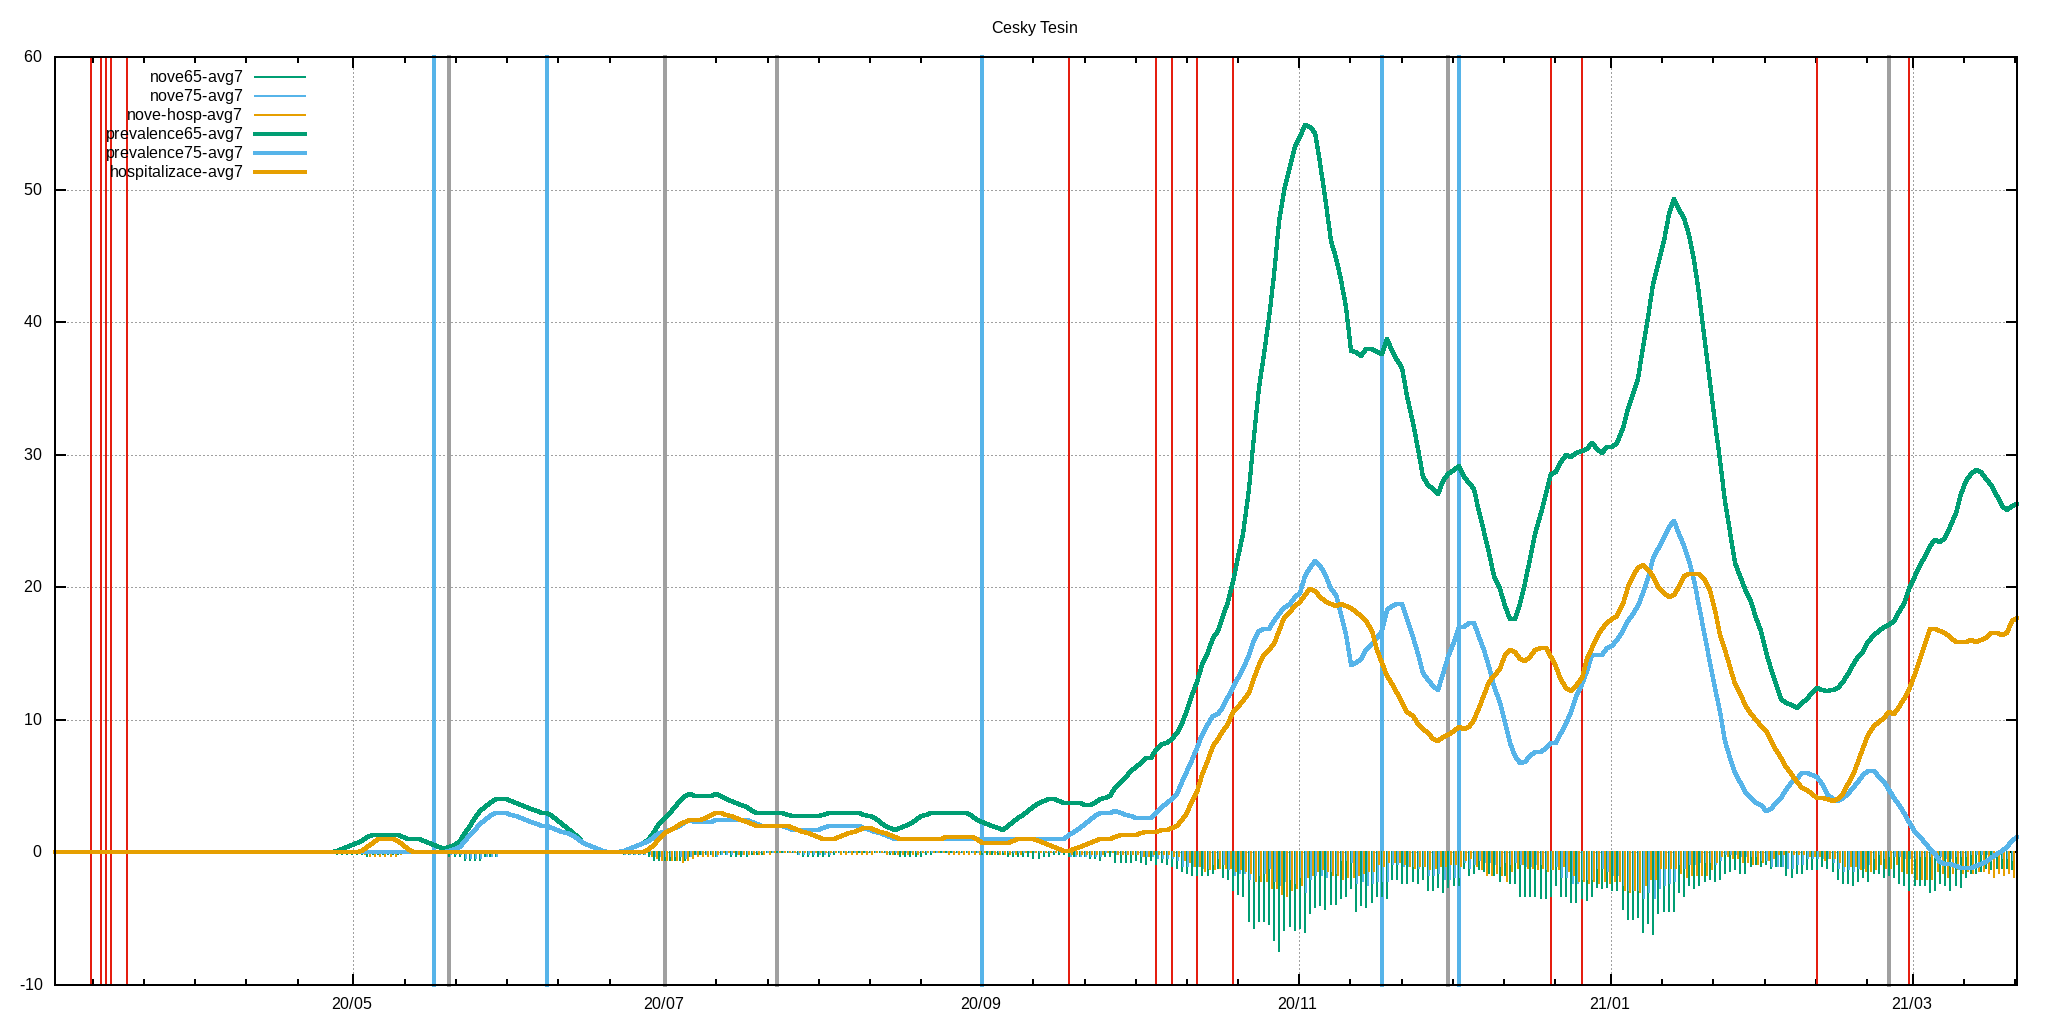 Cesky Tesin
60
50
40
30
20
10
0
-10
nove65-avg7
nove75-avg7
nove-hosp-avg7
prevalence65-avg7
prevalence75-avg7
hospitalizace-avg7
20/05
20/07
20/09
20/11
21/01
21/03